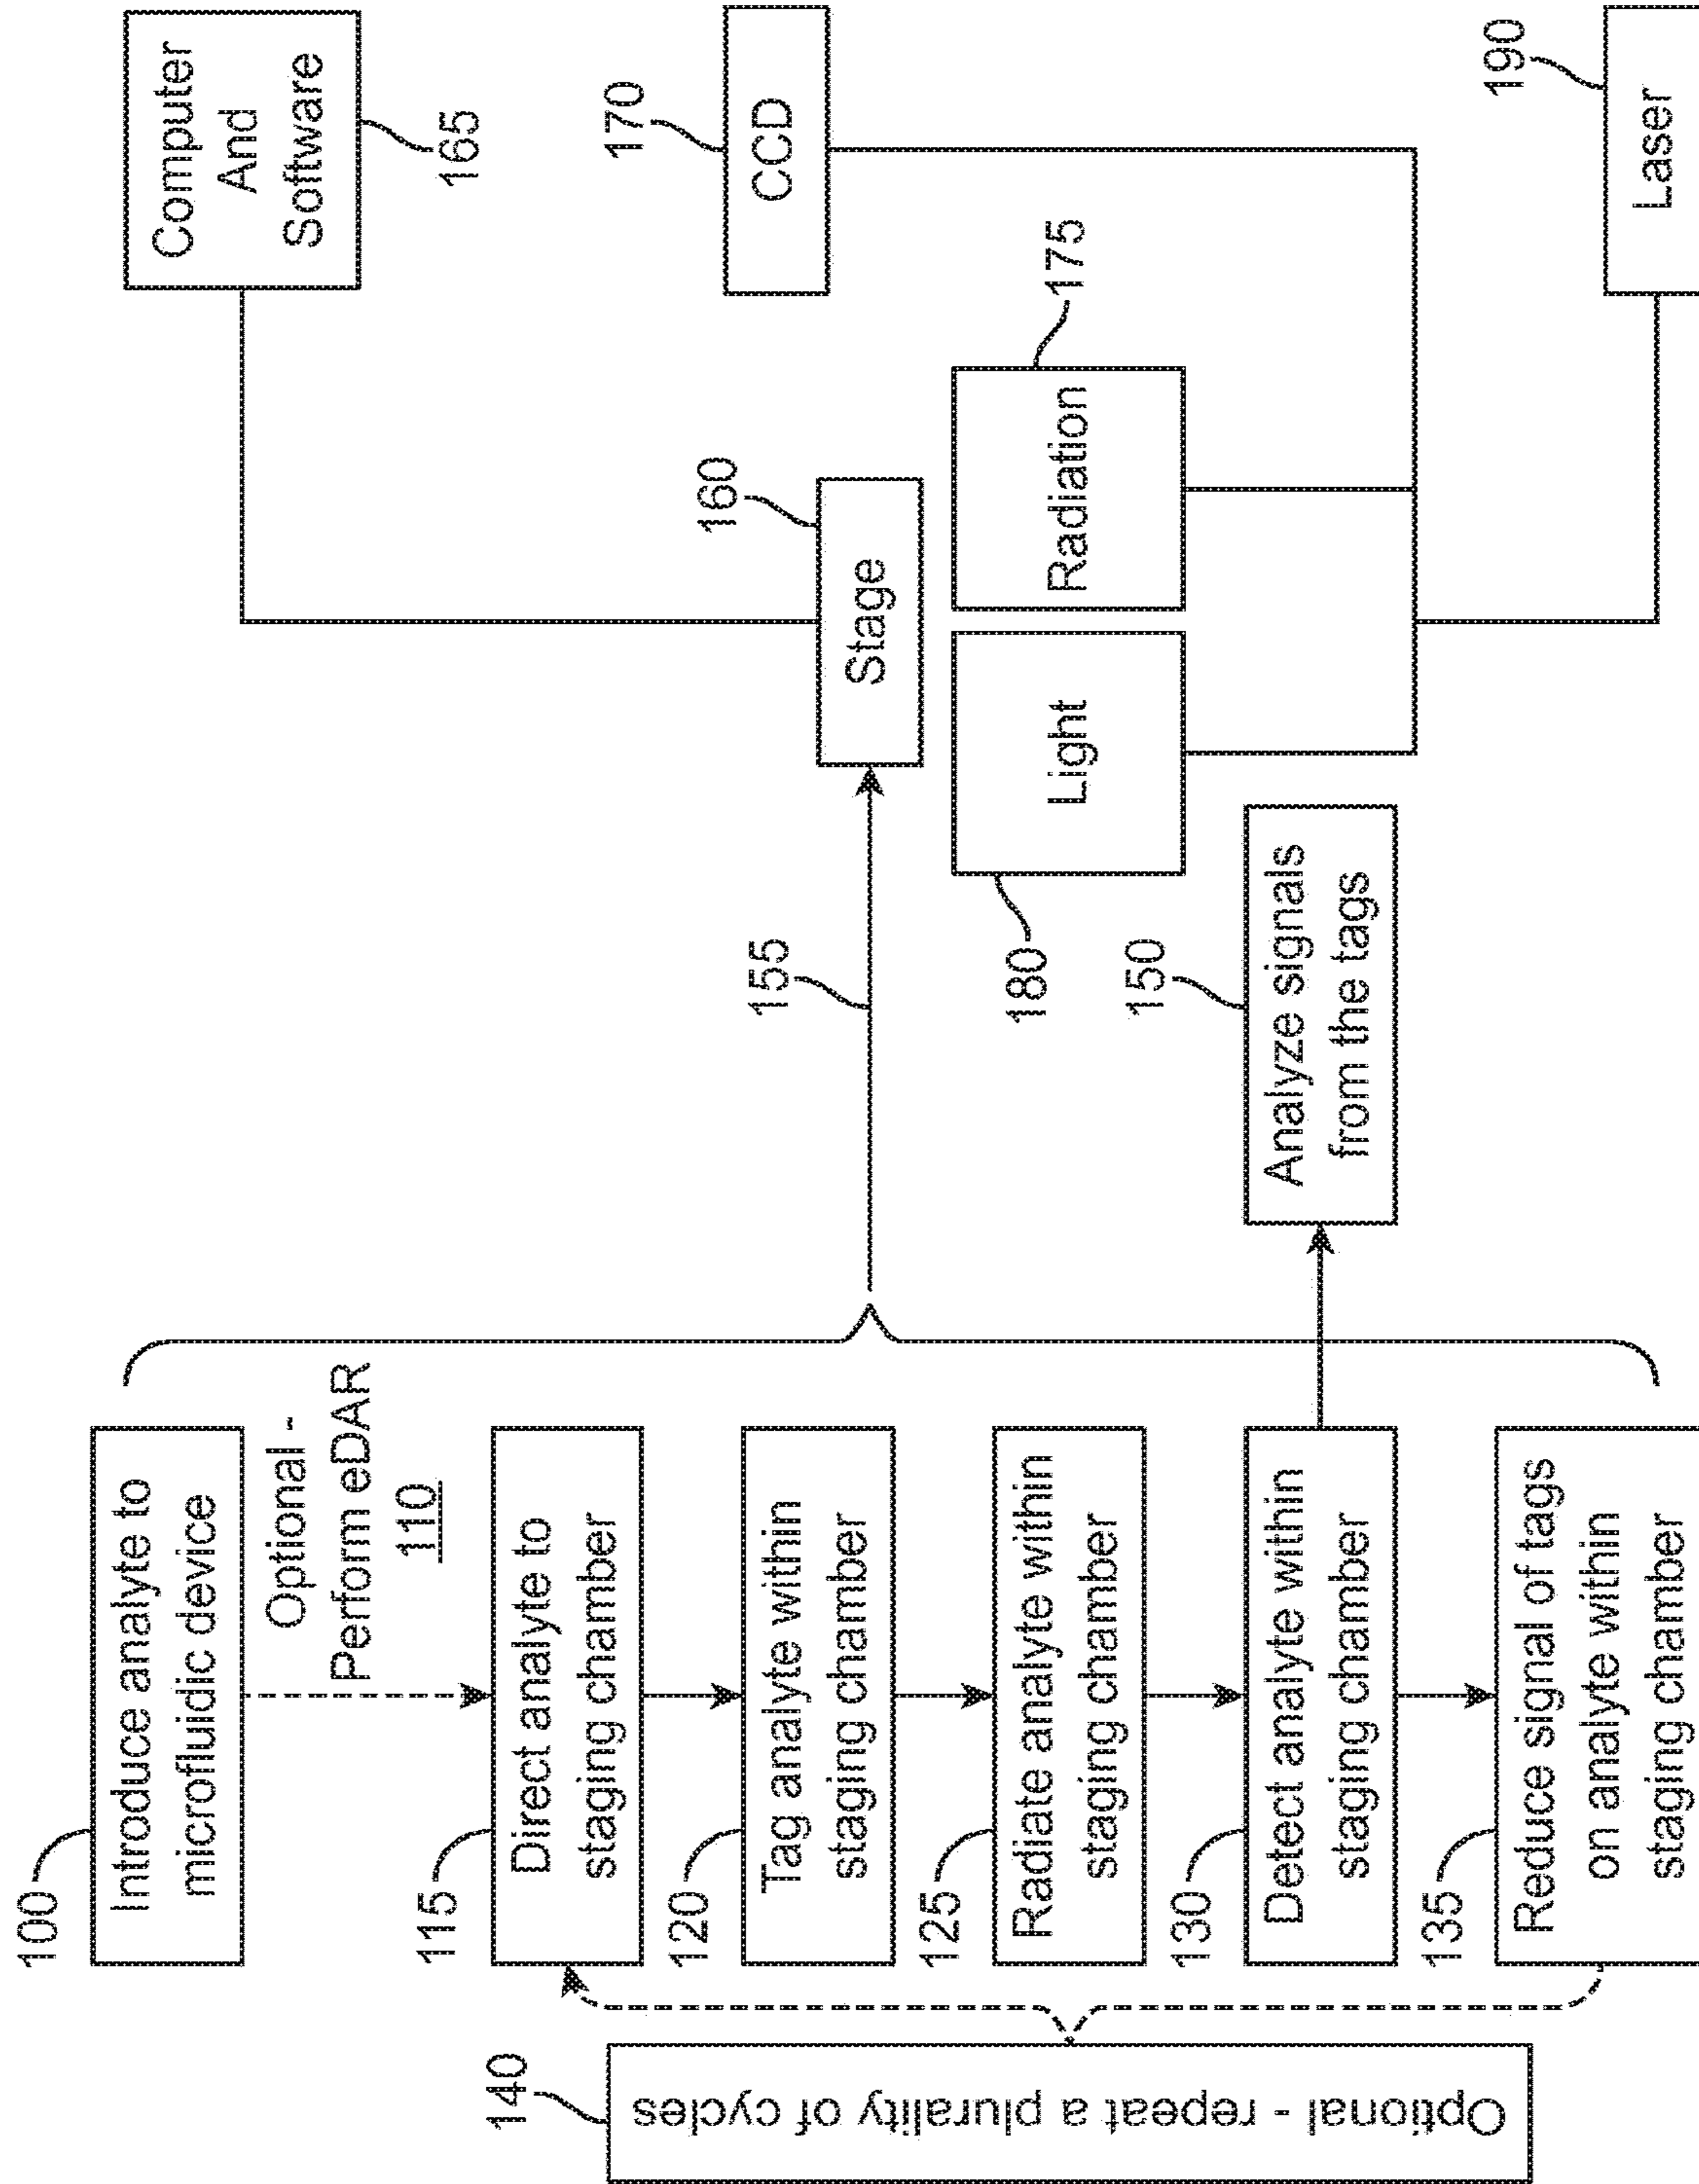 100
Introduce analyte to
microfluidic device
Optional -
Perform eDAR
110
115
Direct analyte to
staging chamber
120
Tag analyte within
staging chamber
125
Radiate analyte within
staging chamber
130
Detect analyte within
staging chamber
135
Reduce signal of tags
on analyte within
staging chamber
140
Optional - repeat a plurality of cycles
150
Analyze signals
from the tags
155
160
Stage
Computer
And
Software
165
170
CCD
175
Radiation
180
Light
190
Laser